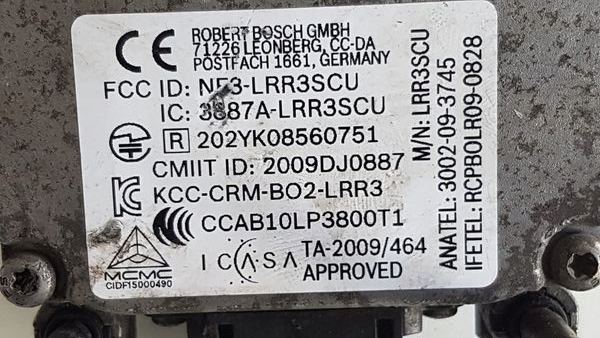 CE ROBERT BOSCH GMBH
71226 LEONBERG, CC-DA
POSTFACH 1661, GERMANY
FCC ID: NF3-LRR3SCU
IC: 3887A-LRR3SCU
R 202YK08560751
CMIIT ID: 2009DJ0887
KCC-CRM-BO2-LRR3
CCAB10LP3800T1
MCMC
CIDF15000490
ICASA
TA-2009/464
APPROVED
M/N: LRR3SCU
ANATEL: 3002-09-3745
IFETEL: RCPBOLR09-0828